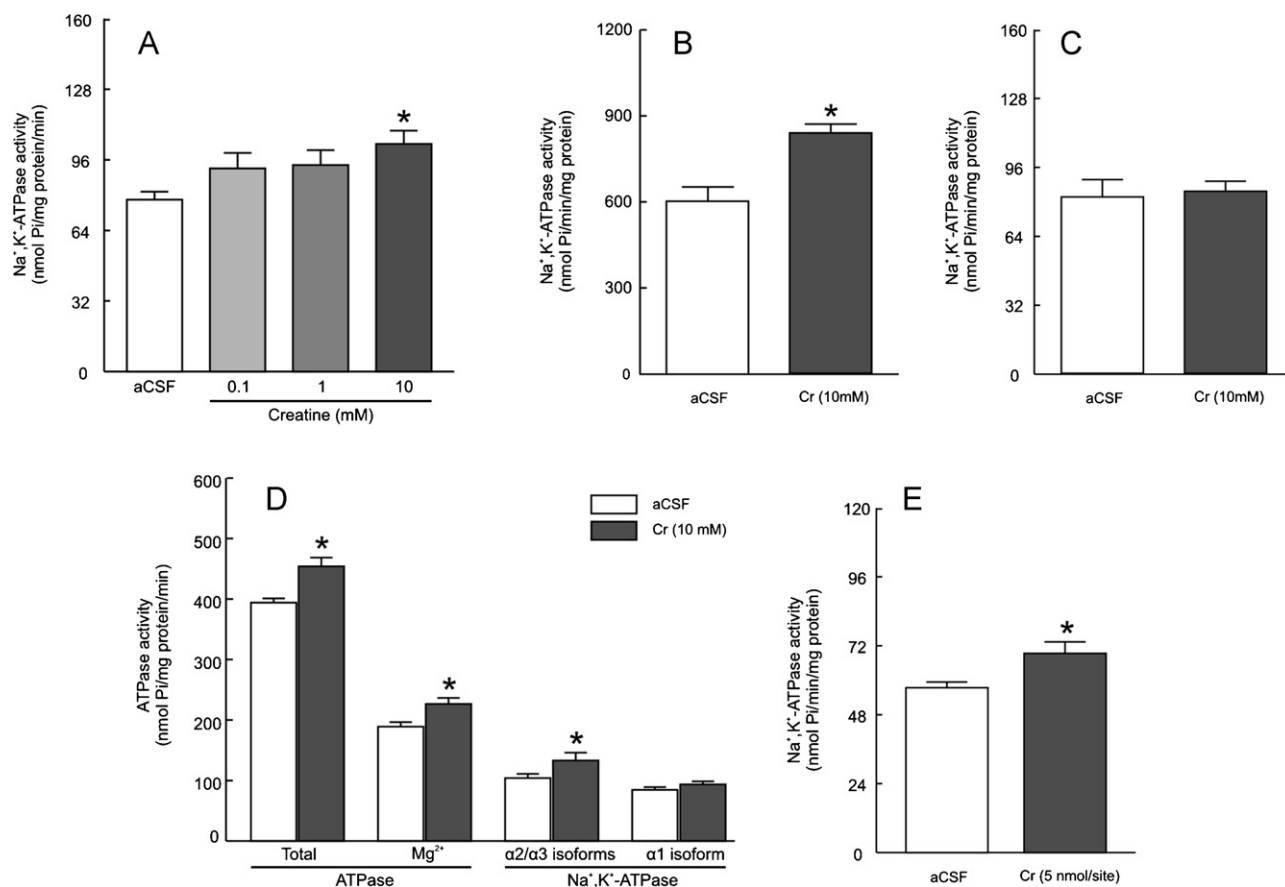 A
Na⁺,K⁺-ATPase activity
(nmol Pi/mg protein/min)
160
128
96
64
32
0
*
aCSF
0.1
1
10
Creatine (mM)
B
Na⁺,K⁺-ATPase activity
(nmol Pi/min/mg protein)
1200
900
600
300
0
*
aCSF
Cr (10mM)
C
Na⁺,K⁺-ATPase activity
(nmol Pi/min/mg protein)
160
128
96
64
32
0
aCSF
Cr (10mM)
D
ATPase activity
(nmol Pi/mg protein/min)
600
500
400
300
200
100
0
aCSF
Cr (10 mM)
*
*
*
Total
Mg²⁺
α2/α3 isoforms
α1 isoform
ATPase
Na⁺,K⁺-ATPase
E
Na⁺,K⁺-ATPase activity
(nmol Pi/min/mg protein)
120
96
72
48
24
0
*
aCSF
Cr (5 nmol/site)